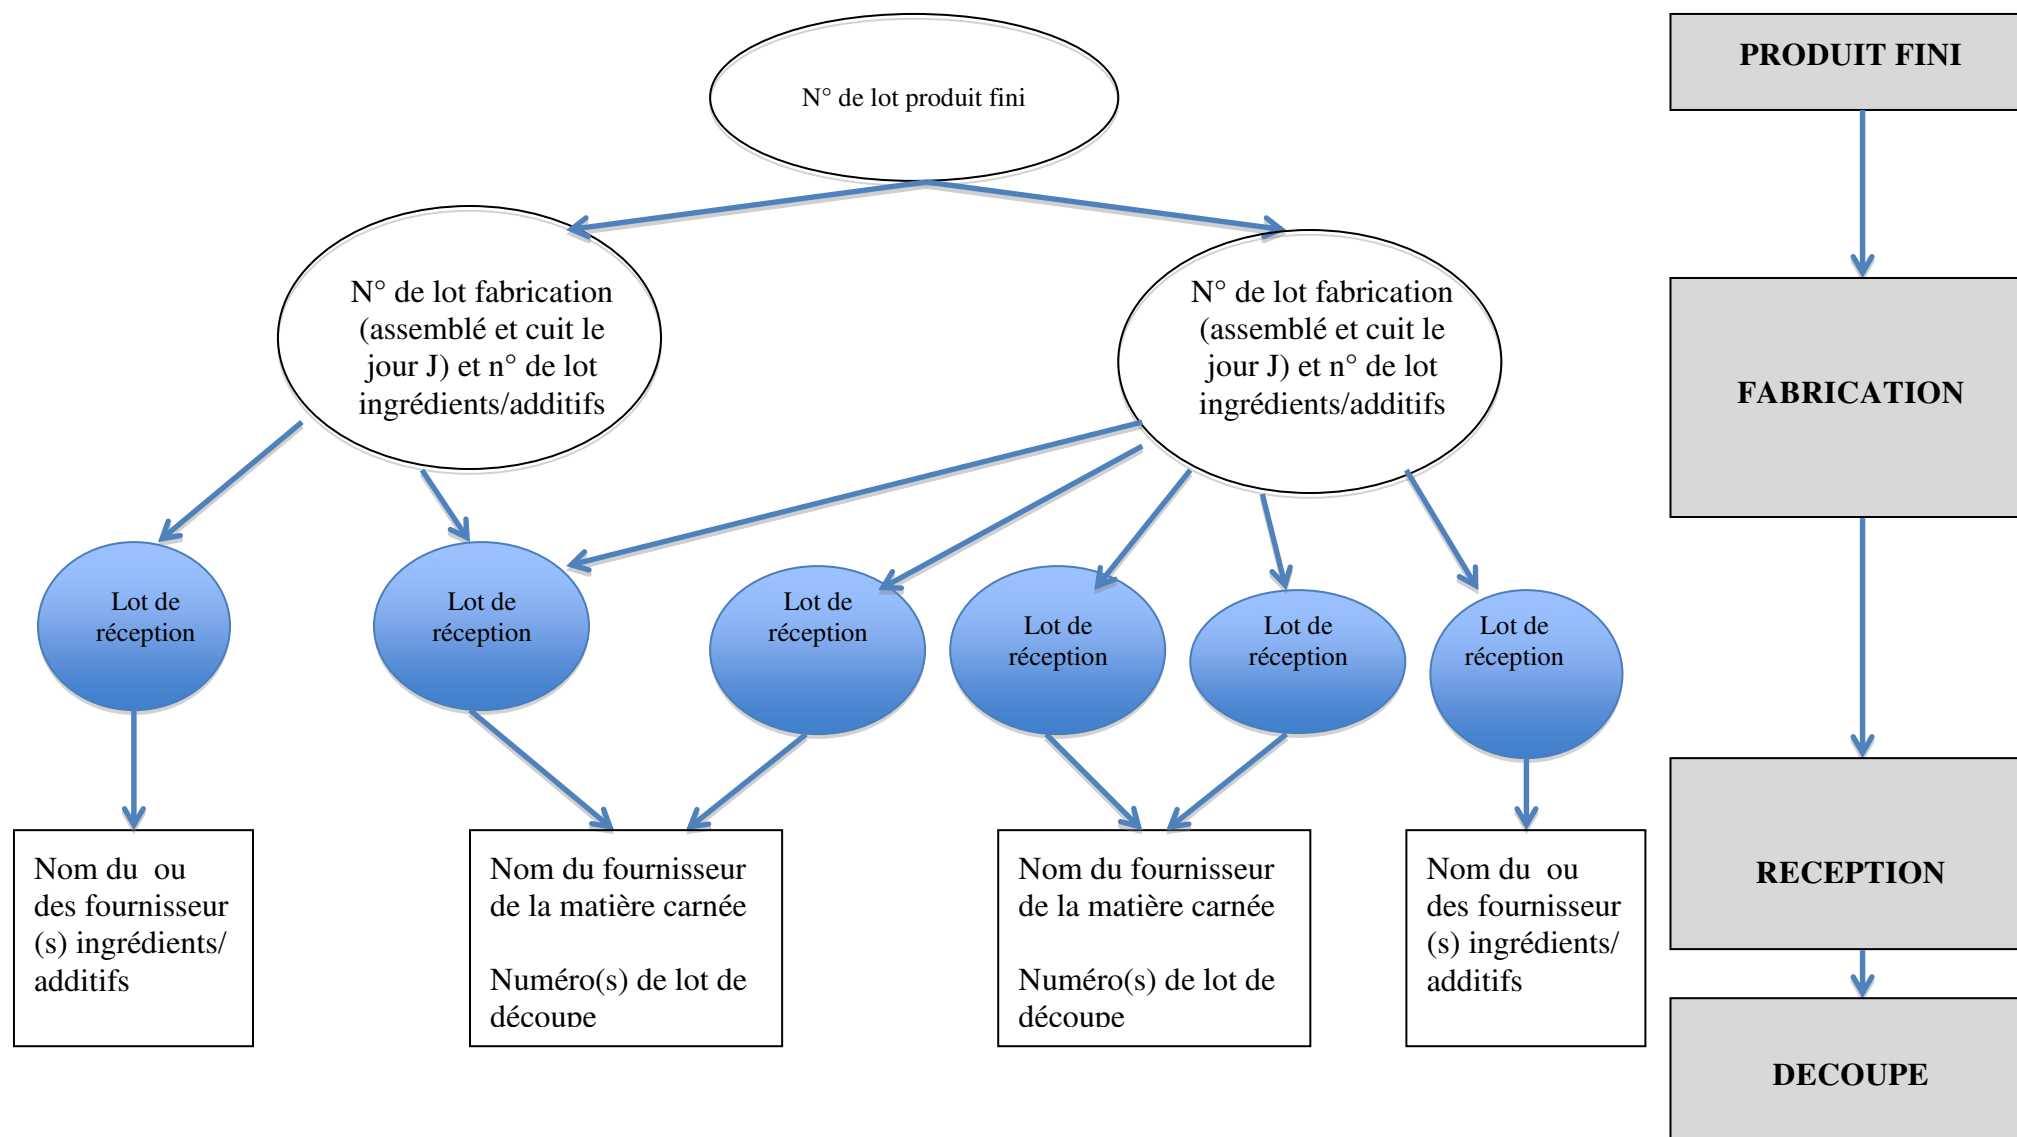 PRODUIT FINI
N° de lot produit fini
N° de lot fabrication
(assemblé et cuit le
jour J) et n° de lot
ingrédients/additifs
N° de lot fabrication
(assemblé et cuit le
jour J) et n° de lot
ingrédients/additifs
FABRICATION
Lot de
réception
Lot de
réception
Lot de
réception
Lot de
réception
Lot de
réception
Lot de
réception
Nom du  ou
des fournisseur
(s) ingrédients/
additifs
Nom du fournisseur
de la matière carnée
Numéro(s) de lot de
découpe
Nom du fournisseur
de la matière carnée
Numéro(s) de lot de
découpe
Nom du  ou
des fournisseur
(s) ingrédients/
additifs
RECEPTION
DECOUPE